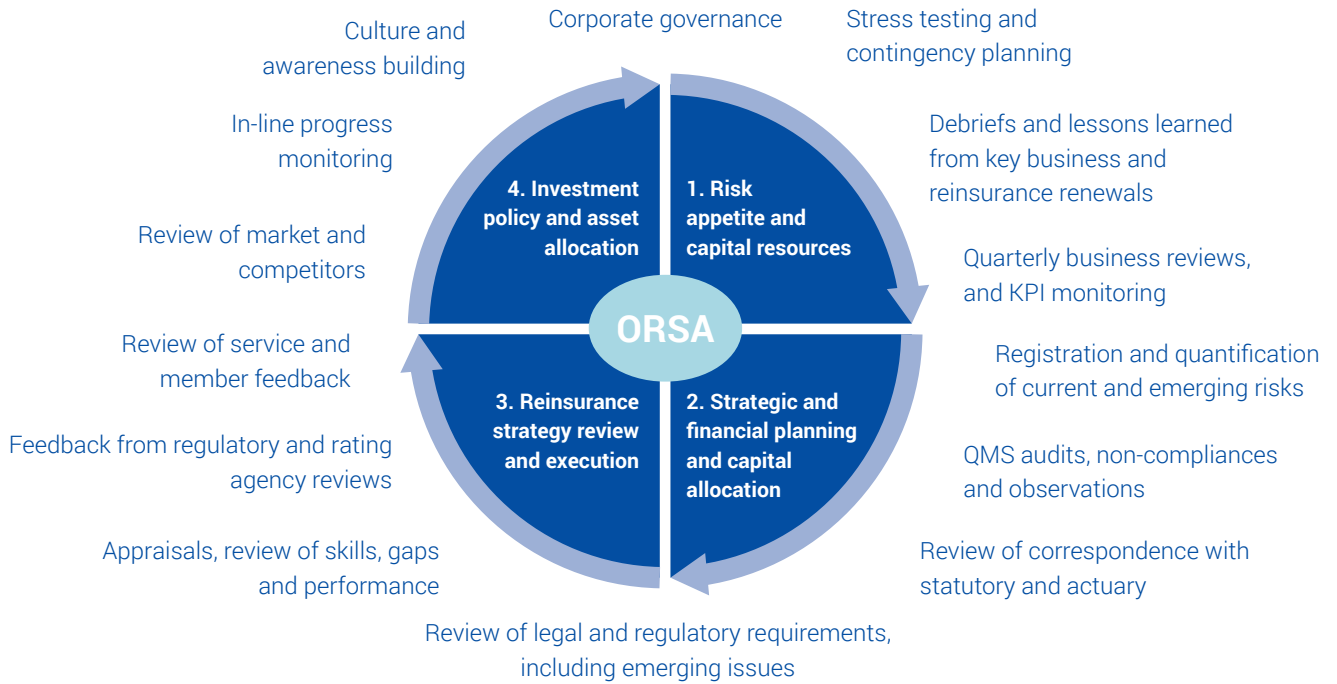 Corporate governance
Stress testing and
contingency planning
Debriefs and lessons learned
from key business and
reinsurance renewals
Quarterly business reviews,
and KPI monitoring
Registration and quantification
of current and emerging risks
QMS audits, non-compliances
and observations
Review of correspondence with
statutory and actuary
Review of legal and regulatory requirements,
including emerging issues
Appraisals, review of skills, gaps
and performance
Feedback from regulatory and rating
agency reviews
Review of service and
member feedback
Review of market and
competitors
In-line progress
monitoring
Culture and
awareness building
1. Risk
appetite and
capital resources
2. Strategic and
financial planning
and capital
allocation
3. Reinsurance
strategy review
and execution
4. Investment
policy and asset
allocation
ORSA